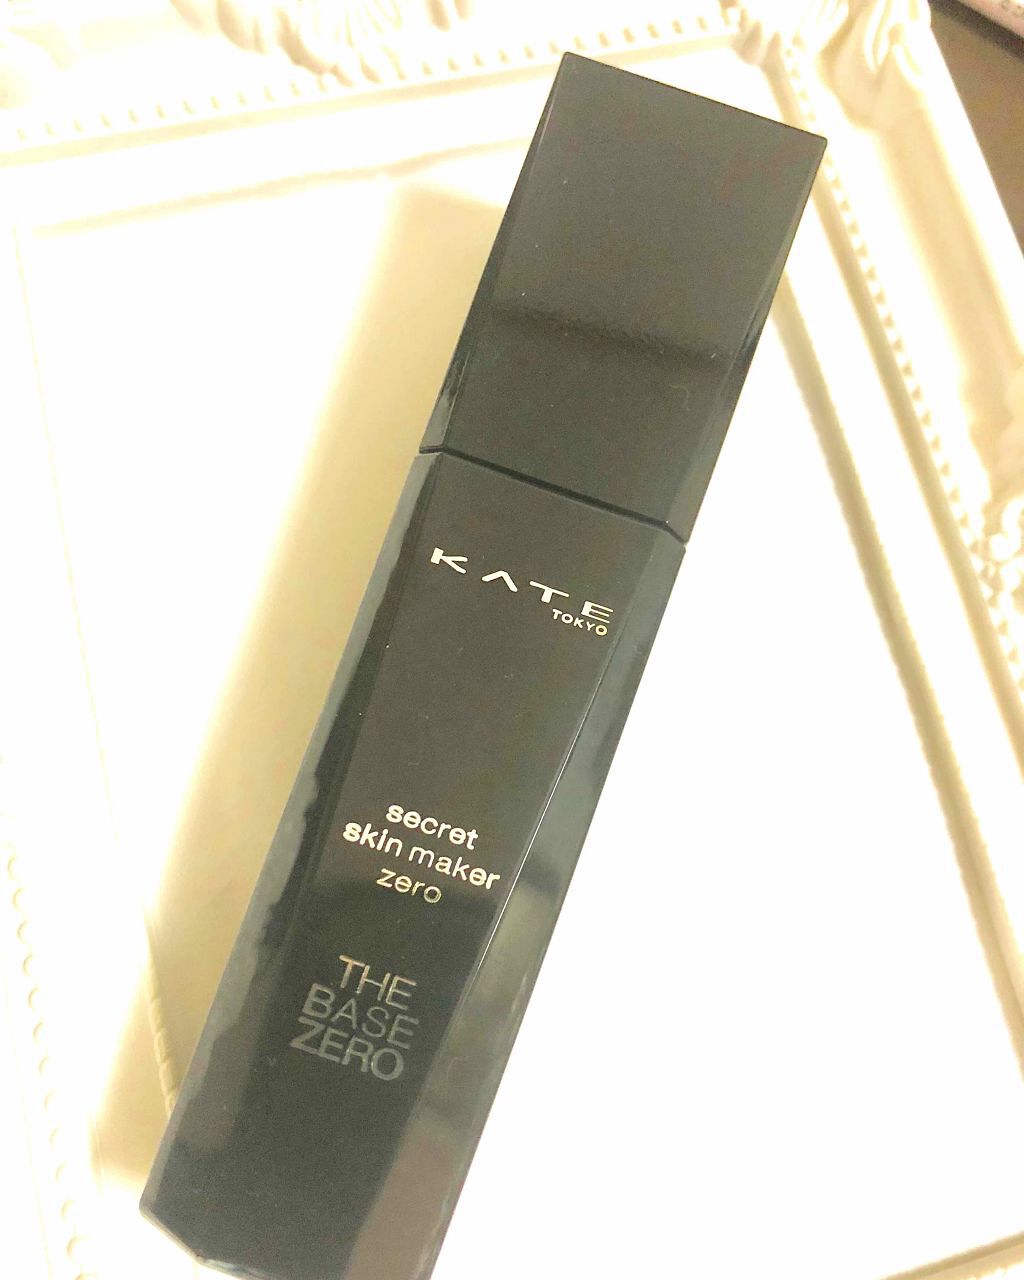 KATE
TOKYO
secret
skin maker
zero
THE
BASE
ZERO